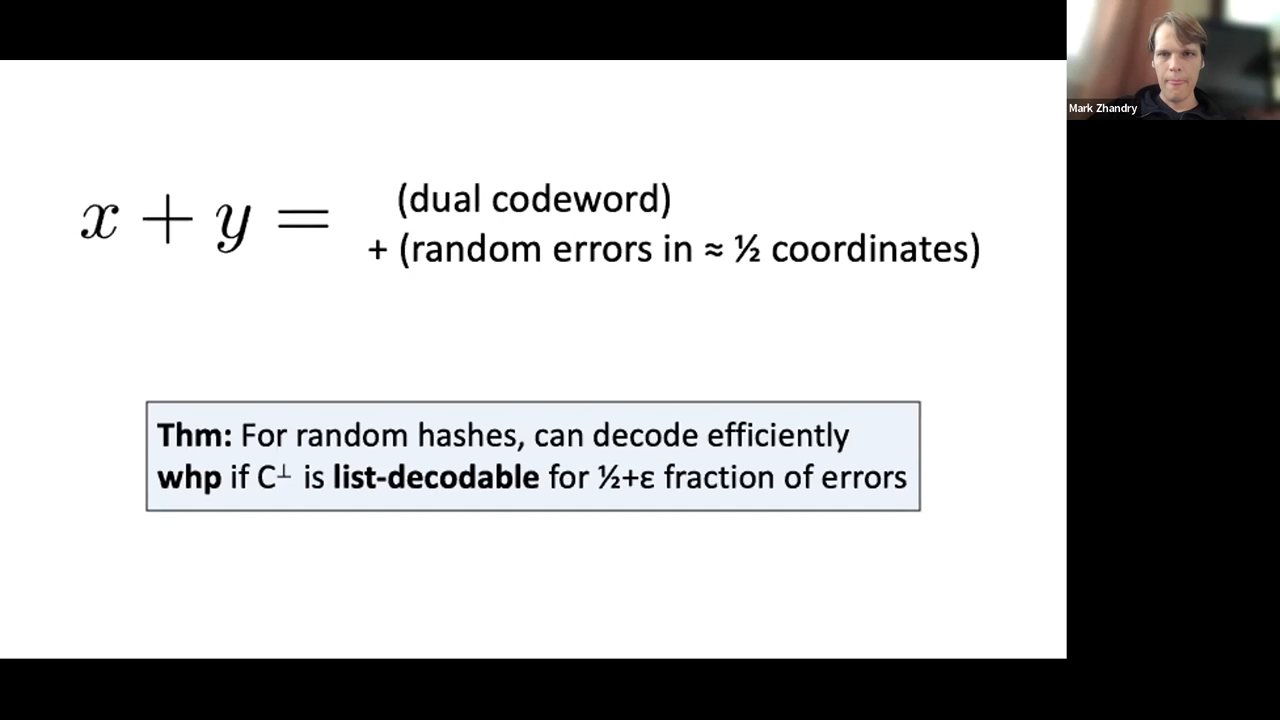 x + y =
(dual codeword)
+ (random errors in ≈ ½ coordinates)
Thm: For random hashes, can decode efficiently
whp if C⊥ is list-decodable for ½+ε fraction of errors
Mark Zhandry